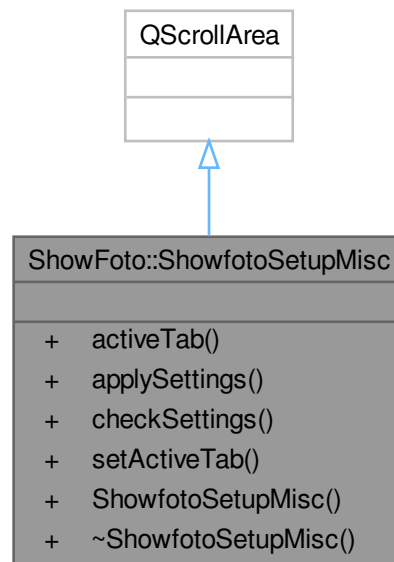 QScrollArea
ShowFoto::ShowfotoSetupMisc
+ activeTab()
+ applySettings()
+ checkSettings()
+ setActiveTab()
+ ShowfotoSetupMisc()
+ ~ShowfotoSetupMisc()